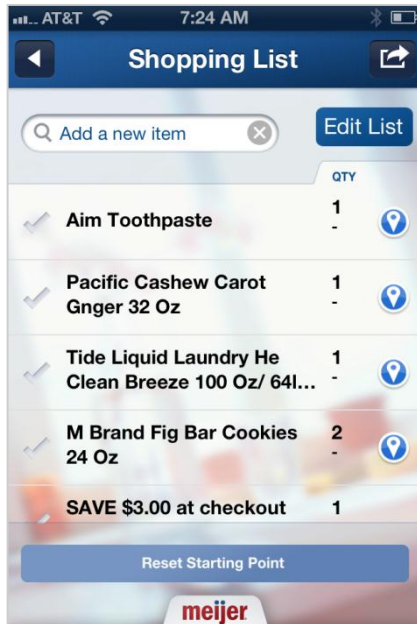 AT&T 7:24 AM
Shopping List
Add a new item
Edit List
QTY
Aim Toothpaste 1
-
Pacific Cashew Carot 1
Gnger 32 Oz -
Tide Liquid Laundry He 1
Clean Breeze 100 Oz/ 64l... -
M Brand Fig Bar Cookies 2
24 Oz -
SAVE $3.00 at checkout 1
Reset Starting Point
meijer